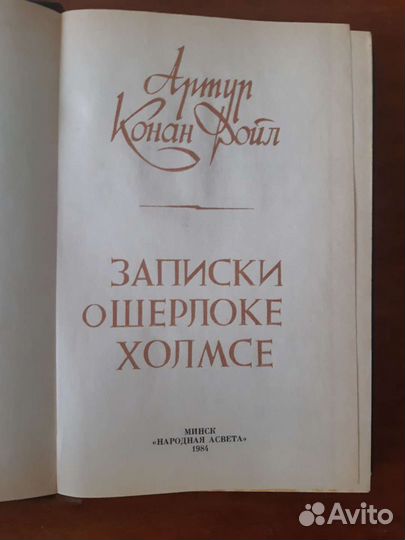 Артур
Конан Дойл
ЗАПИСКИ
О ШЕРЛОКЕ
ХОЛМСЕ
МИНСК
«НАРОДНАЯ АСВЕТА»
1984
Avito